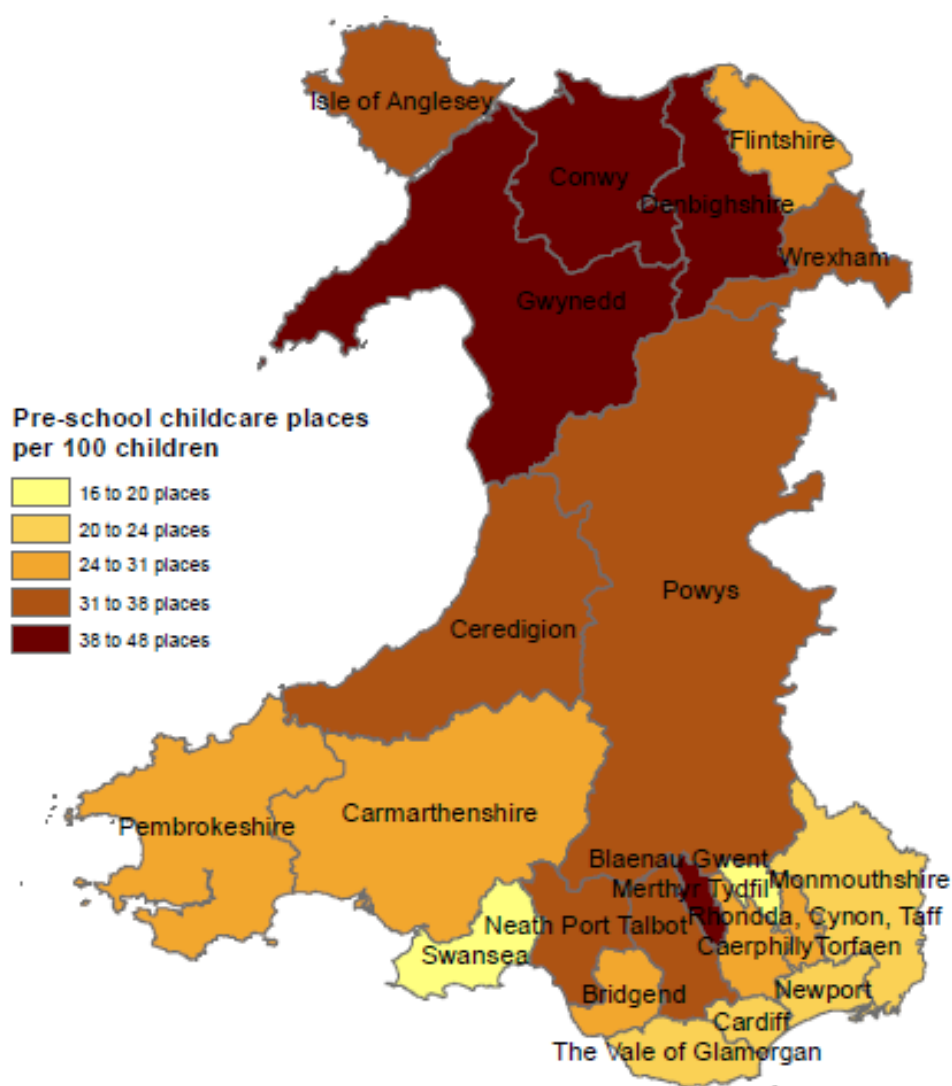 Isle of Anglesey
Flintshire
Conwy
Denbighshire
Wrexham
Gwynedd
Pre-school childcare places
per 100 children
16 to 20 places
20 to 24 places
24 to 31 places
31 to 38 places
38 to 48 places
Powys
Ceredigion
Carmarthenshire
Pembrokeshire
Blaenau Gwent
Merthyr Tydfil
Monmouthshire
Neath Port Talbot
Rhondda, Cynon, Taff
Swansea
Caerphilly
Torfaen
Bridgend
Newport
Cardiff
The Vale of Glamorgan